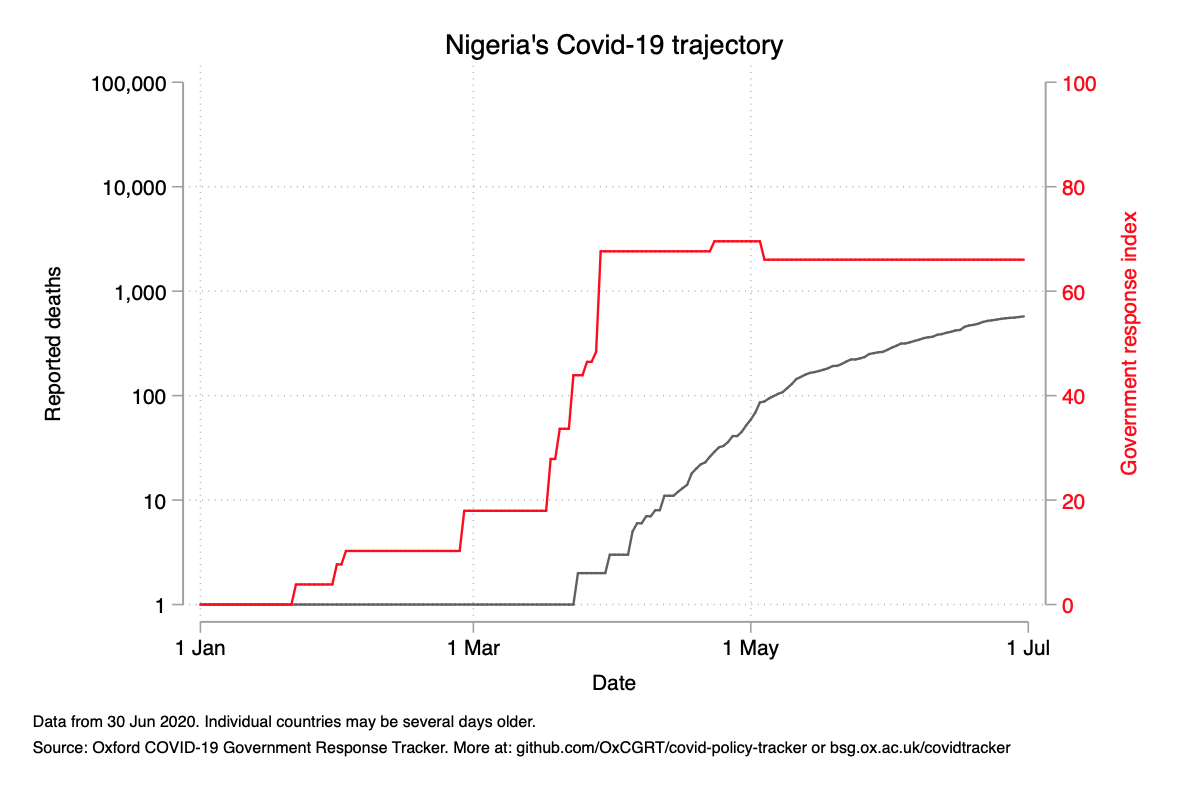 Nigeria's Covid-19 trajectory
100,000
10,000
1,000
100
10
1
Reported deaths
100
80
60
40
20
0
Government response index
1 Jan 1 Mar 1 May 1 Jul
Date
Data from 30 Jun 2020. Individual countries may be several days older.
Source: Oxford COVID-19 Government Response Tracker. More at: github.com/OxCGRT/covid-policy-tracker or bsg.ox.ac.uk/covidtracker